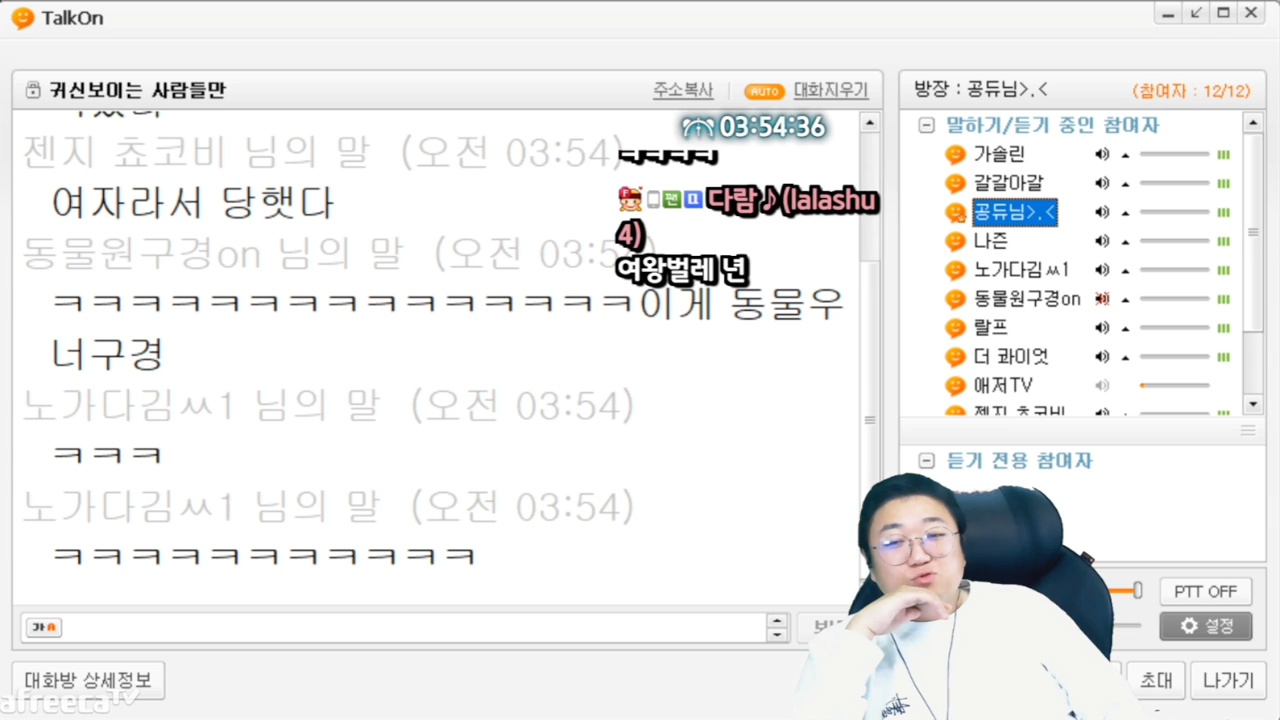 TalkOn
귀신보이는 사람들만
주소복사
AUTO 대화지우기
03:54:36
젠지 쵸코비 님의 말 (오전 03:54)
여자라서 당햇다
동물원구경on 님의 말 (오전 03:5
ㅋㅋㅋㅋㅋㅋㅋㅋㅋㅋㅋㅋㅋㅋㅋ이게 동물우
너구경
노가다김ㅆ1 님의 말 (오전 03:54)
ㅋㅋㅋ
노가다김ㅆ1 님의 말 (오전 03:54)
ㅋㅋㅋㅋㅋㅋㅋㅋㅋㅋㅋ
ㅋㅋㅋㅋ
F 팬 다람♪(lalashu
4)
여왕벌레 년
가A
대화방 상세정보
afreecaTV
방장 : 공듀님>.<
(참여자 : 12/12)
말하기/듣기 중인 참여자
가솔린
갈갈아갈
공듀님>.<
나즌
노가다김ㅆ1
동물원구경on
랄프
더 콰이엇
애저TV
젠지 쵸코비
듣기 전용 참여자
PTT OFF
설정
초대
나가기